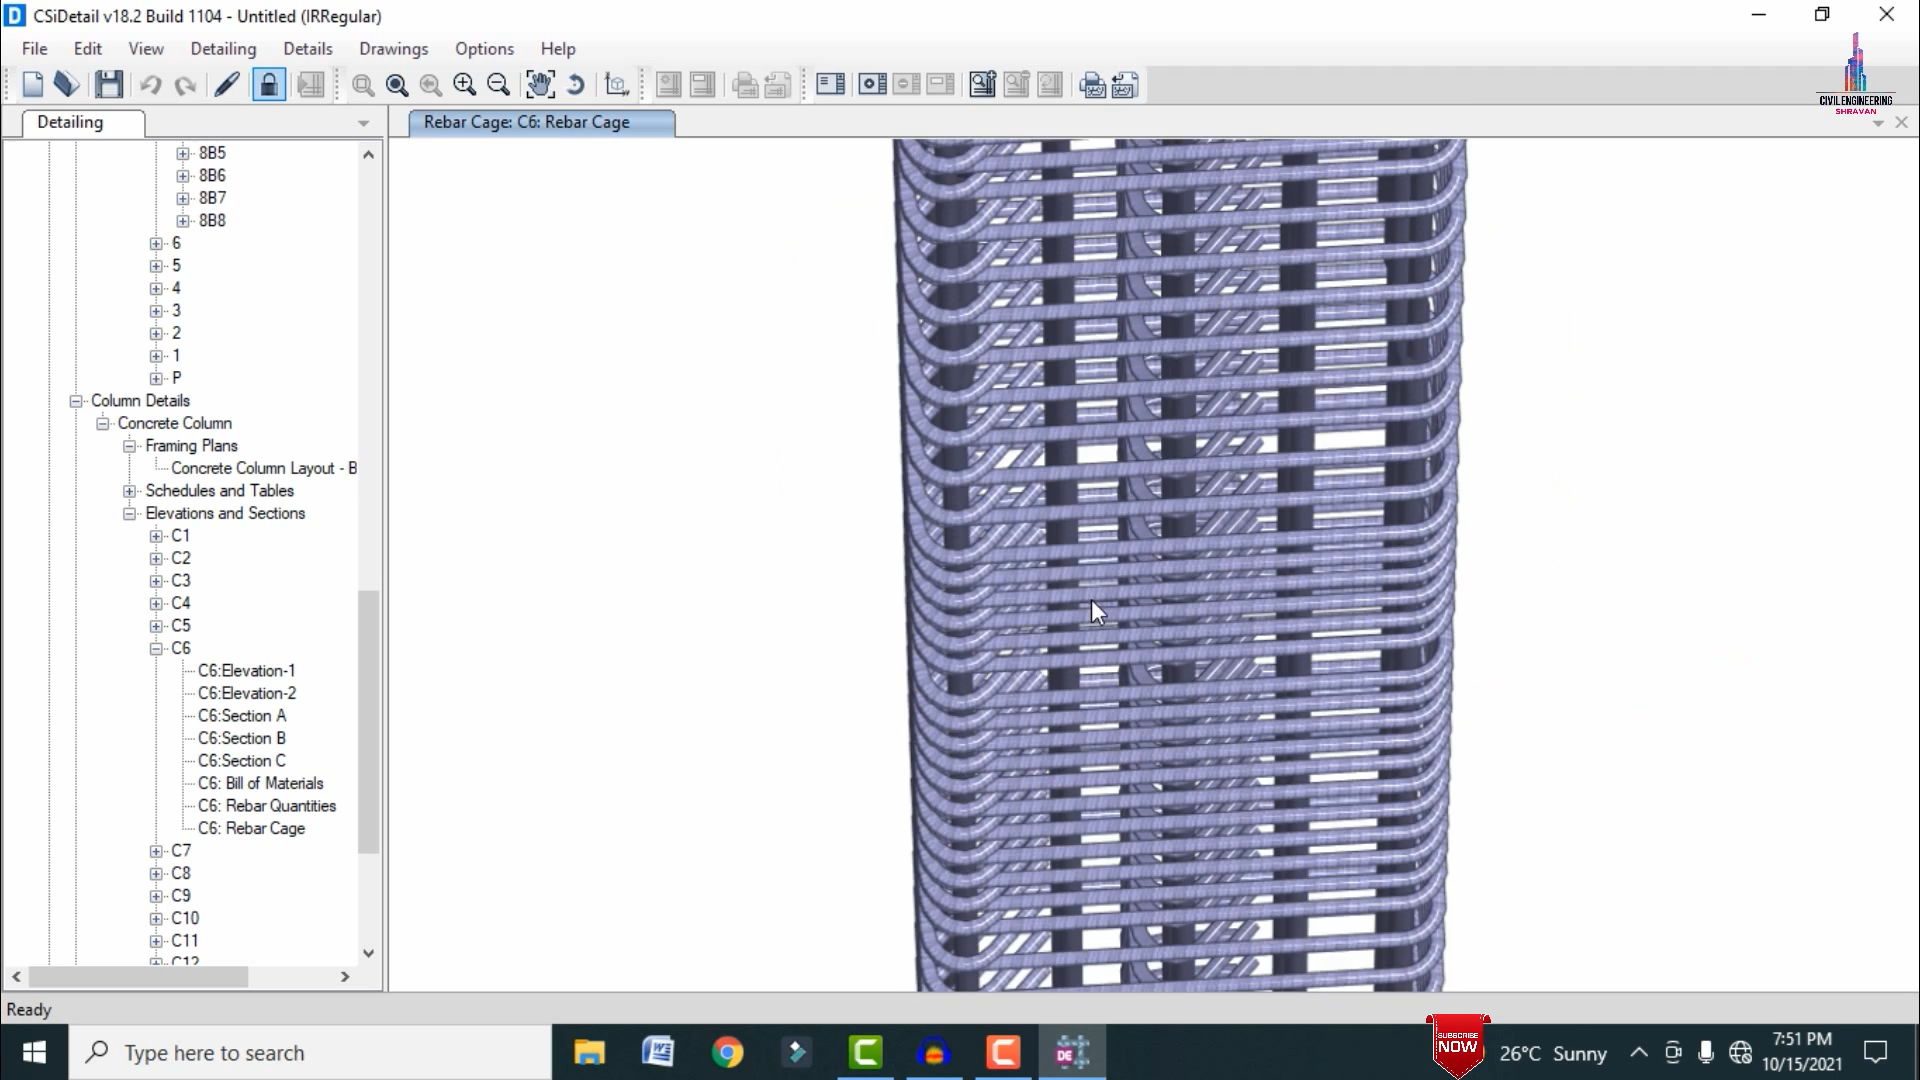 CSiDetail v18.2 Build 1104 - Untitled (IRRegular)
File Edit View Detailing Details Drawings Options Help
CIVIL ENGINEERING
SHRAVAN
Detailing
Rebar Cage: C6: Rebar Cage
8B5
8B6
8B7
8B8
6
5
4
3
2
1
P
Column Details
Concrete Column
Framing Plans
Concrete Column Layout - B
Schedules and Tables
Elevations and Sections
C1
C2
C3
C4
C5
C6
C6:Elevation-1
C6:Elevation-2
C6:Section A
C6:Section B
C6:Section C
C6: Bill of Materials
C6: Rebar Quantities
C6: Rebar Cage
C7
C8
C9
C10
C11
C12
Ready
Type here to search
DE
SUBSCRIBE
NOW
26°C Sunny
7:51 PM
10/15/2021